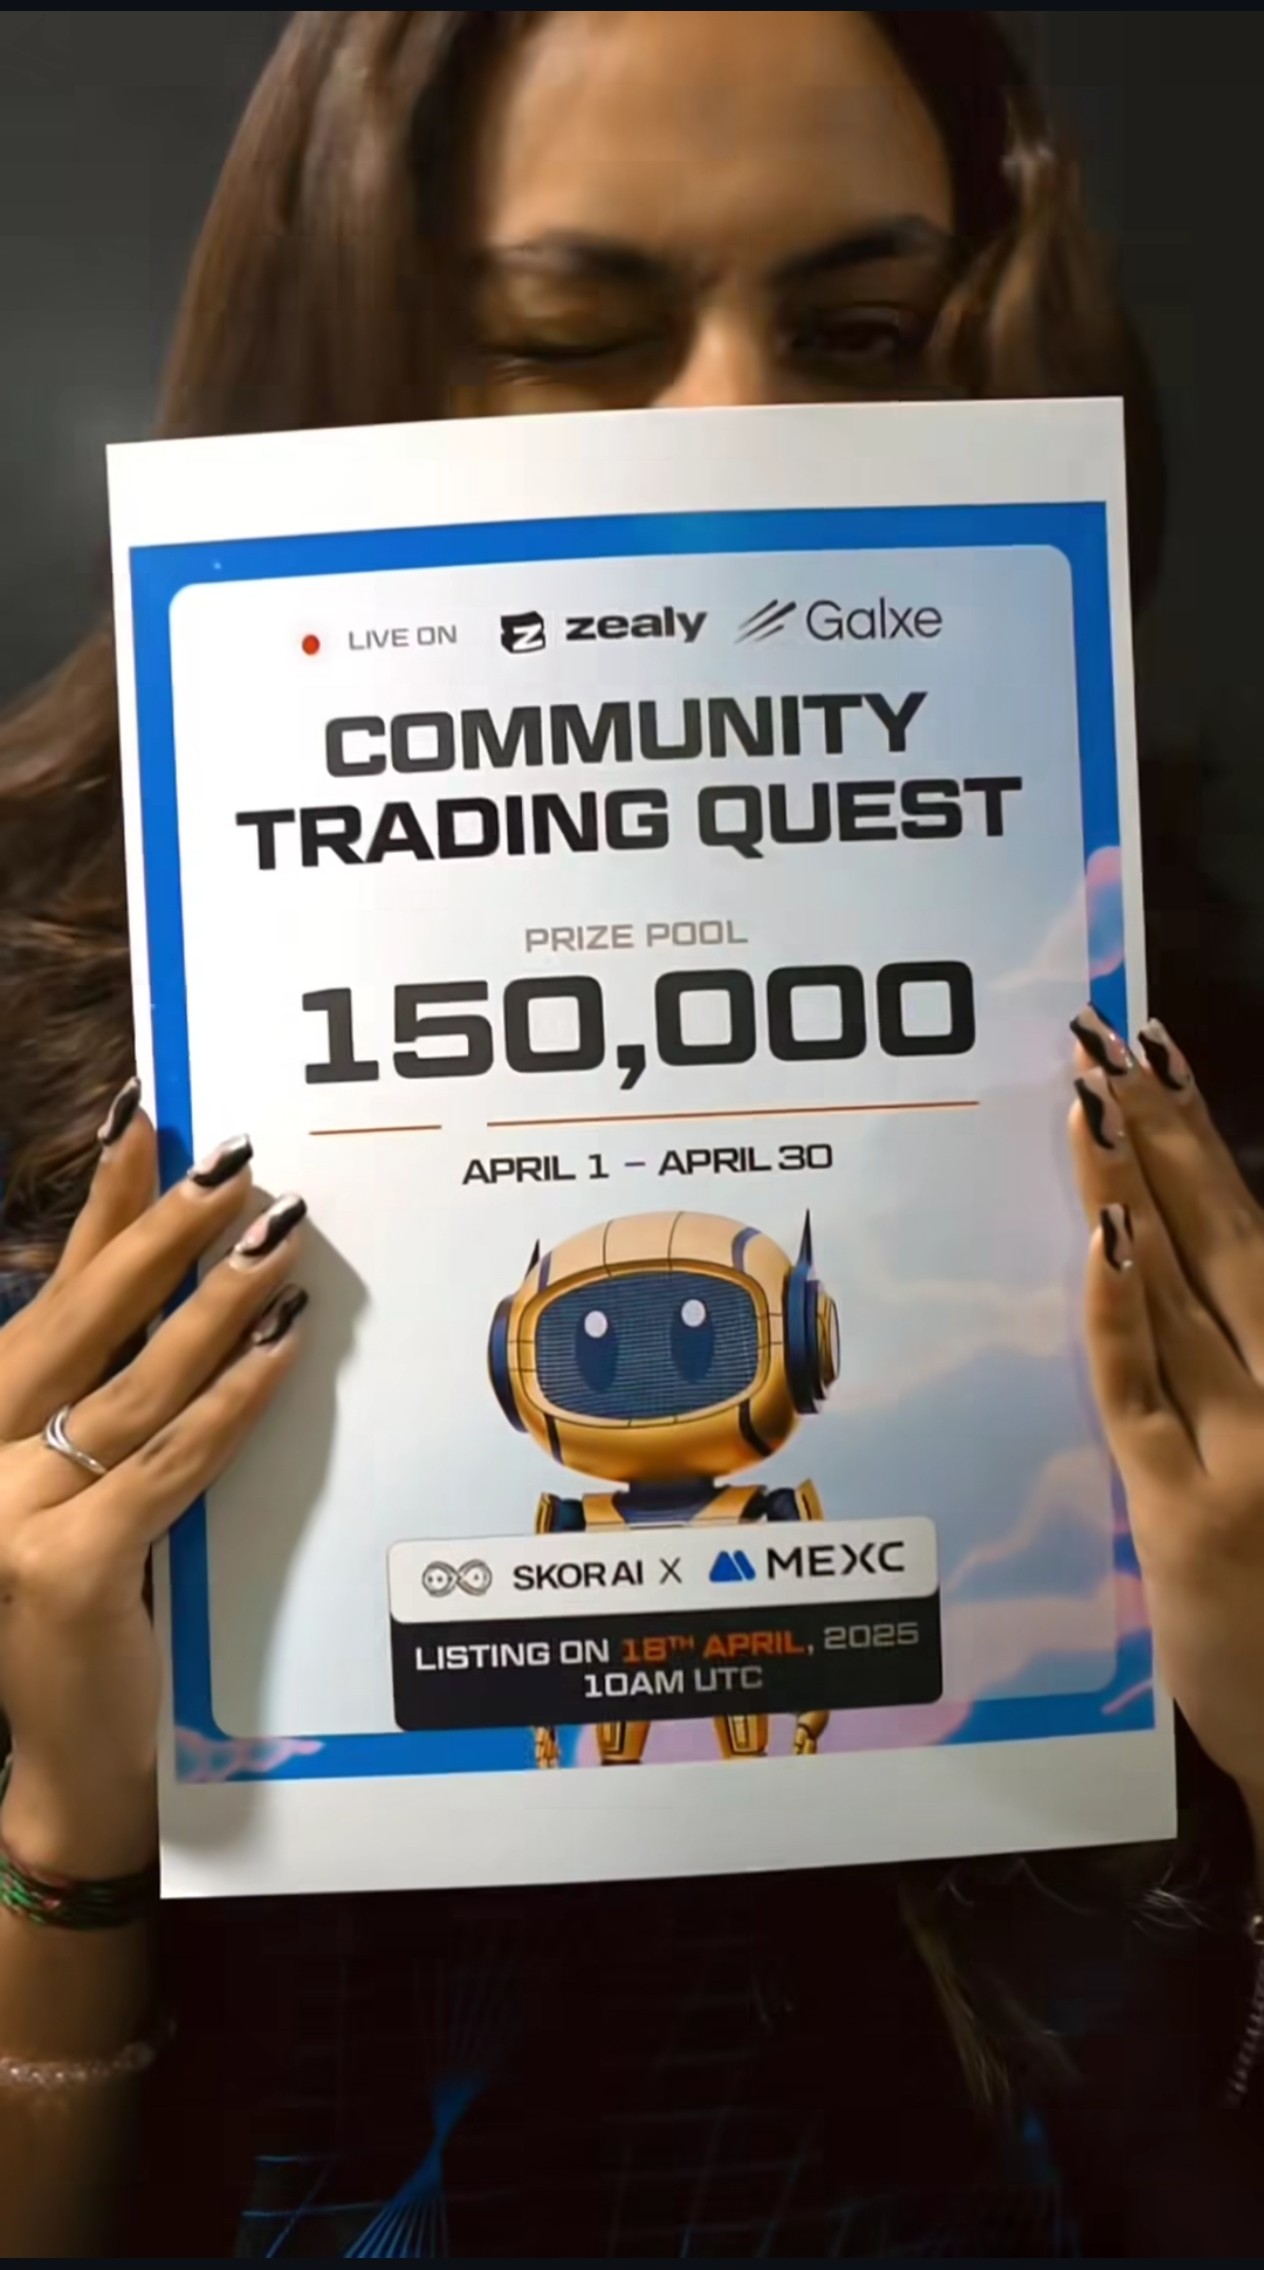 LIVE ON zealy Galxe
COMMUNITY
TRADING QUEST
PRIZE POOL
150,000
APRIL 1 – APRIL 30
SKOR AI X MEXC
LISTING ON 18TH APRIL, 2025
10AM UTC